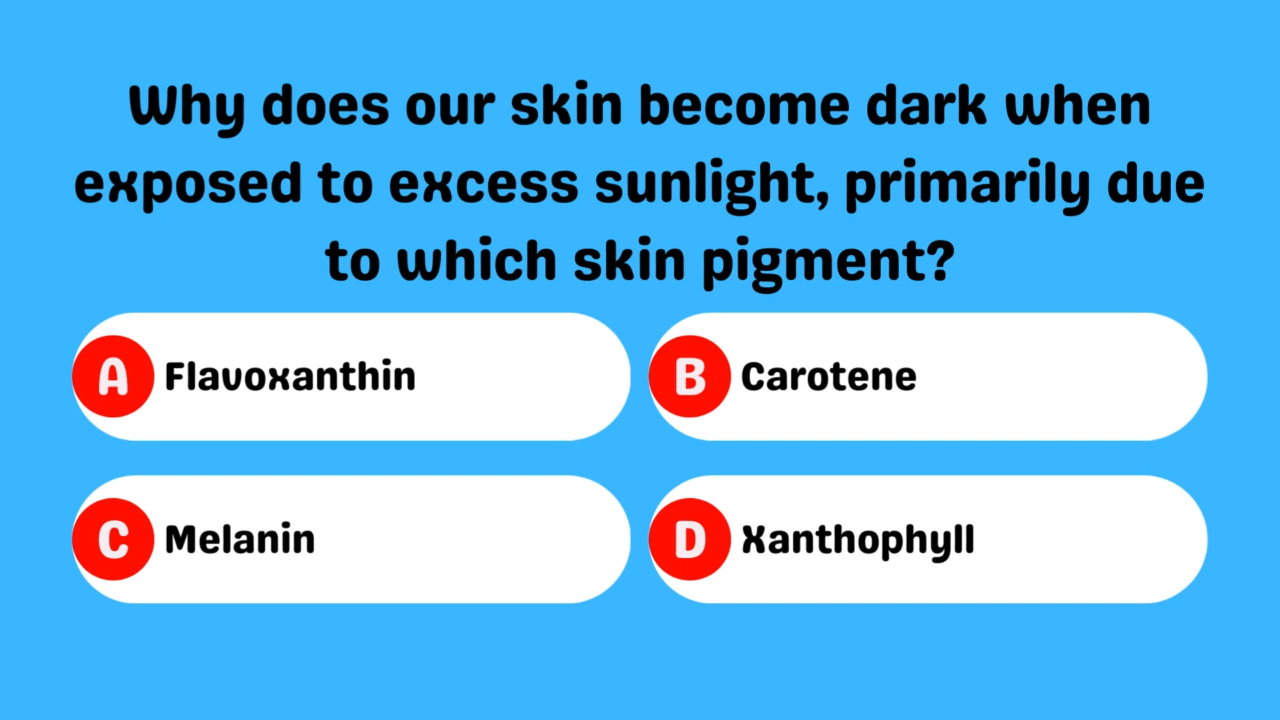 Why does our skin become dark when
exposed to excess sunlight, primarily due
to which skin pigment?
A Flavoxanthin
B Carotene
C Melanin
D Xanthophyll